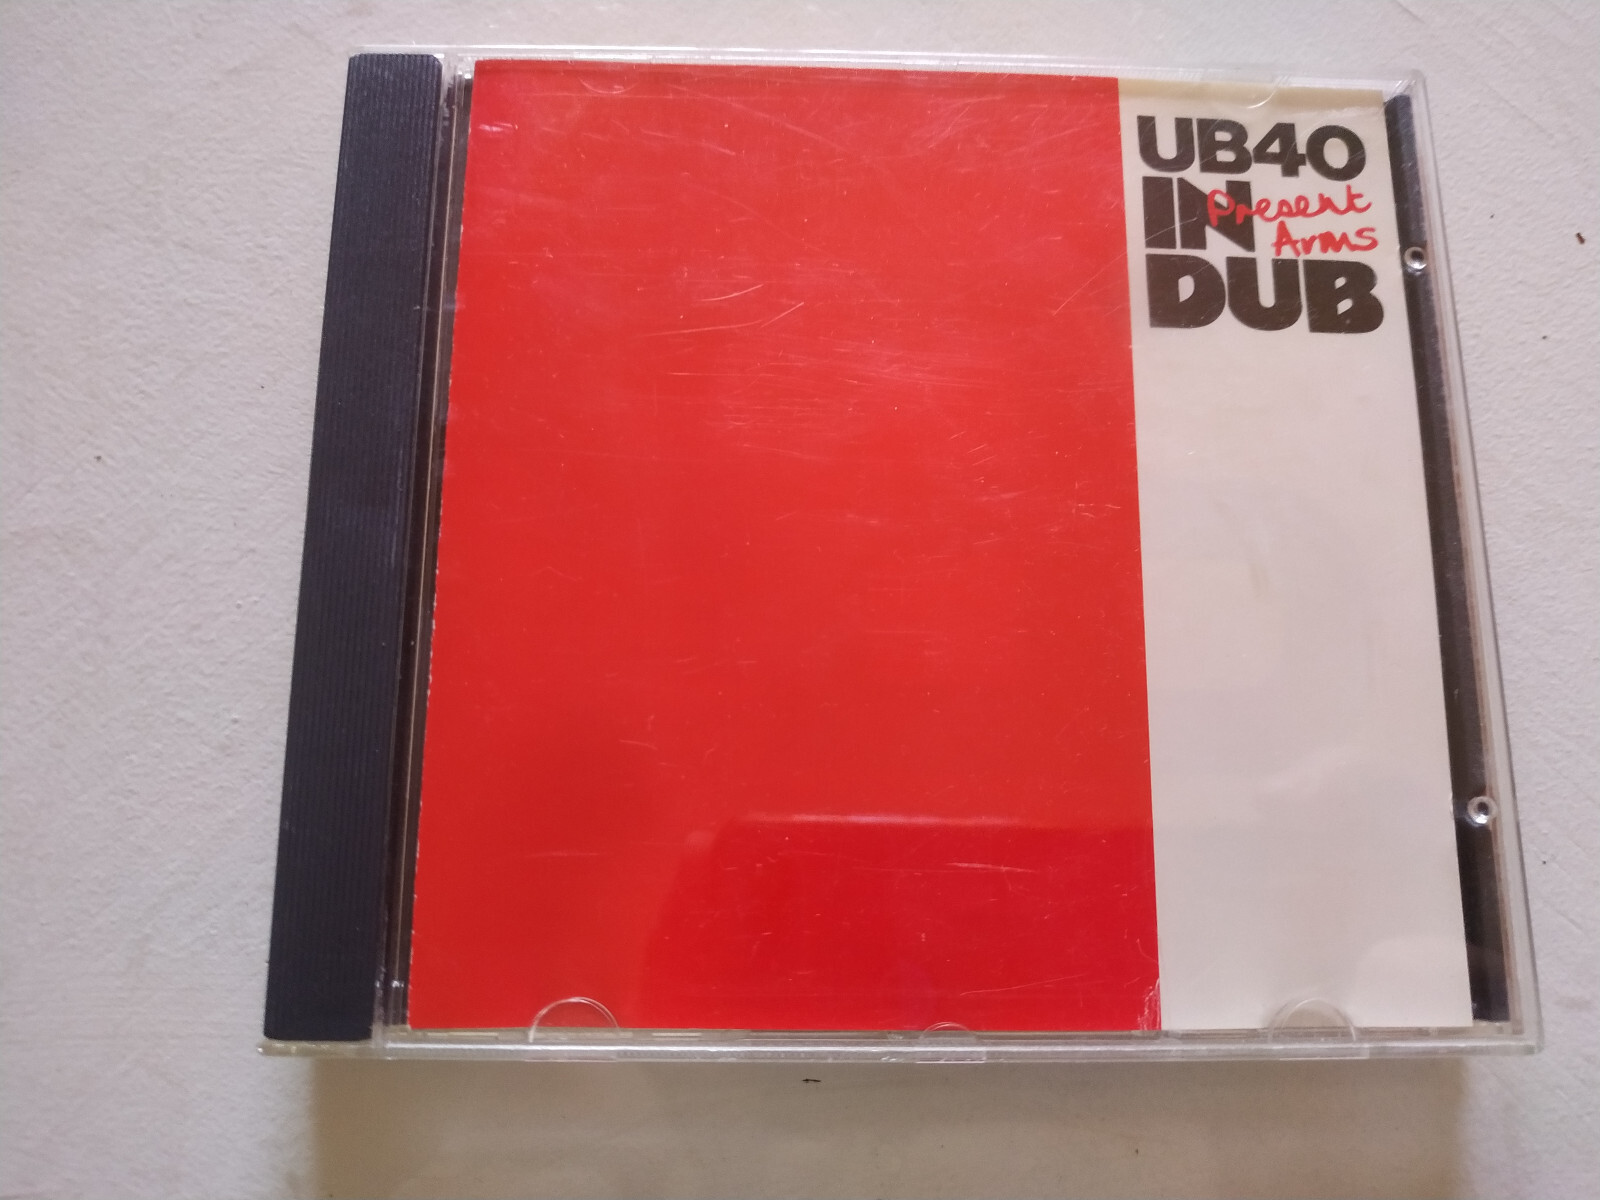 UB40
IN Present
Arms
DUB